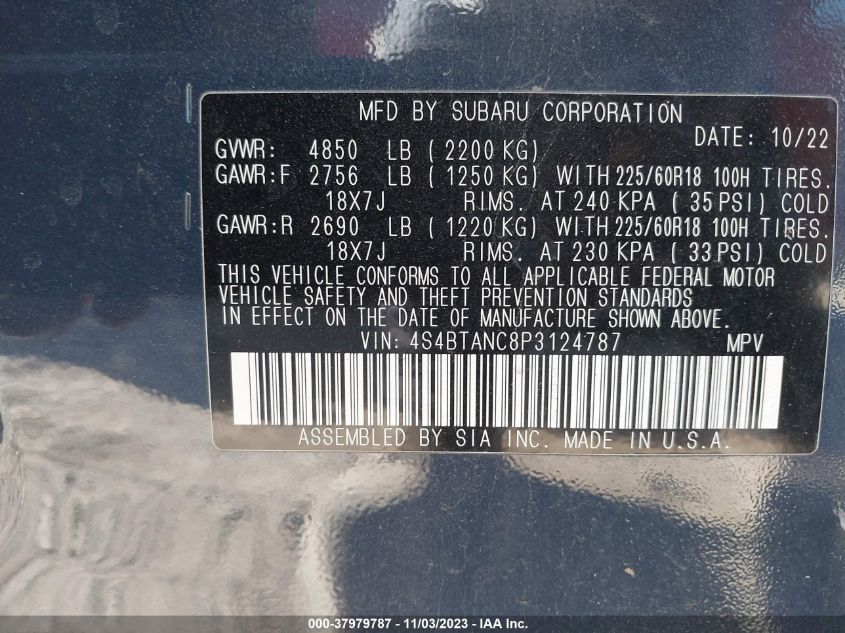 MFD BY SUBARU CORPORATION
DATE: 10/22
GVWR: 4850 LB ( 2200 KG)
GAWR:F 2756 LB ( 1250 KG) WITH 225/60R18 100H TIRES.
18X7J RIMS. AT 240 KPA ( 35 PSI) COLD
GAWR:R 2690 LB ( 1220 KG) WITH 225/60R18 100H TIRES.
18X7J RIMS. AT 230 KPA ( 33 PSI) COLD
THIS VEHICLE CONFORMS TO ALL APPLICABLE FEDERAL MOTOR
VEHICLE SAFETY AND THEFT PREVENTION STANDARDS
IN EFFECT ON THE DATE OF MANUFACTURE SHOWN ABOVE.
VIN: 4S4BTANC8P3124787 MPV
ASSEMBLED BY SIA INC. MADE IN U.S.A.
000-37979787 - 11/03/2023 - IAA Inc.